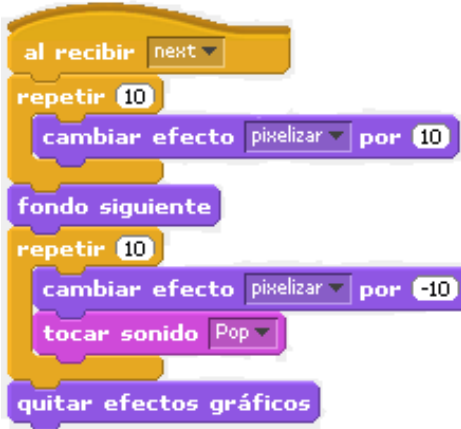 al recibir next
repetir 10
cambiar efecto pixelizar por 10
fondo siguiente
repetir 10
cambiar efecto pixelizar por -10
tocar sonido Pop
quitar efectos gráficos